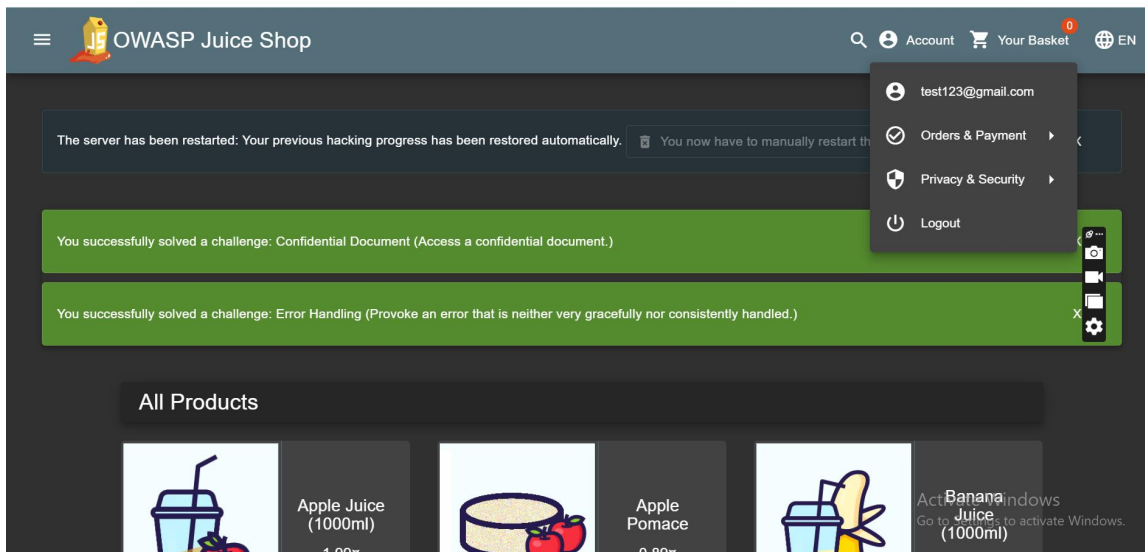 OWASP Juice Shop
Account
Your Basket
0
EN
test123@gmail.com
Orders & Payment
Privacy & Security
Logout
The server has been restarted: Your previous hacking progress has been restored automatically.
You now have to manually restart th
X
You successfully solved a challenge: Confidential Document (Access a confidential document.)
You successfully solved a challenge: Error Handling (Provoke an error that is neither very gracefully nor consistently handled.)
X
All Products
Apple Juice
(1000ml)
1.99¤
Apple
Pomace
0.89¤
Banana
Juice
(1000ml)
Activate Windows
Go to Settings to activate Windows.